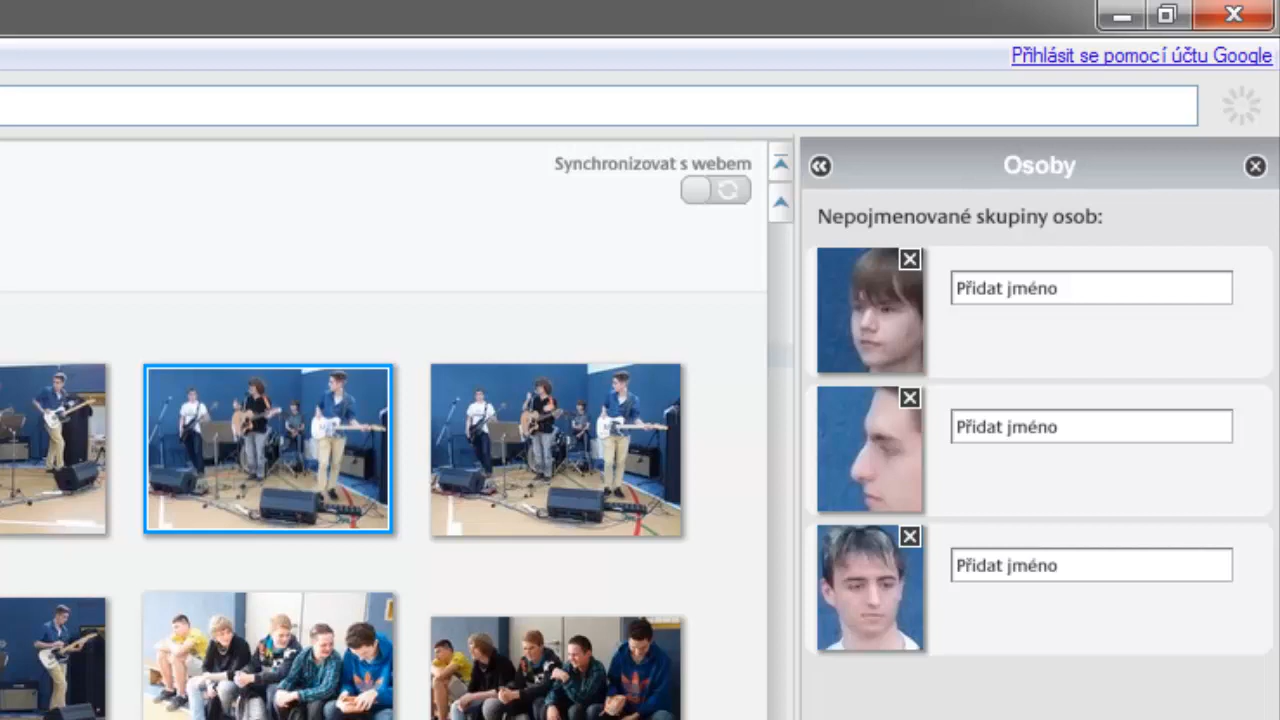 Přihlásit se pomocí účtu Google
Synchronizovat s webem
Osoby
Nepojmenované skupiny osob:
Přidat jméno
Přidat jméno
Přidat jméno